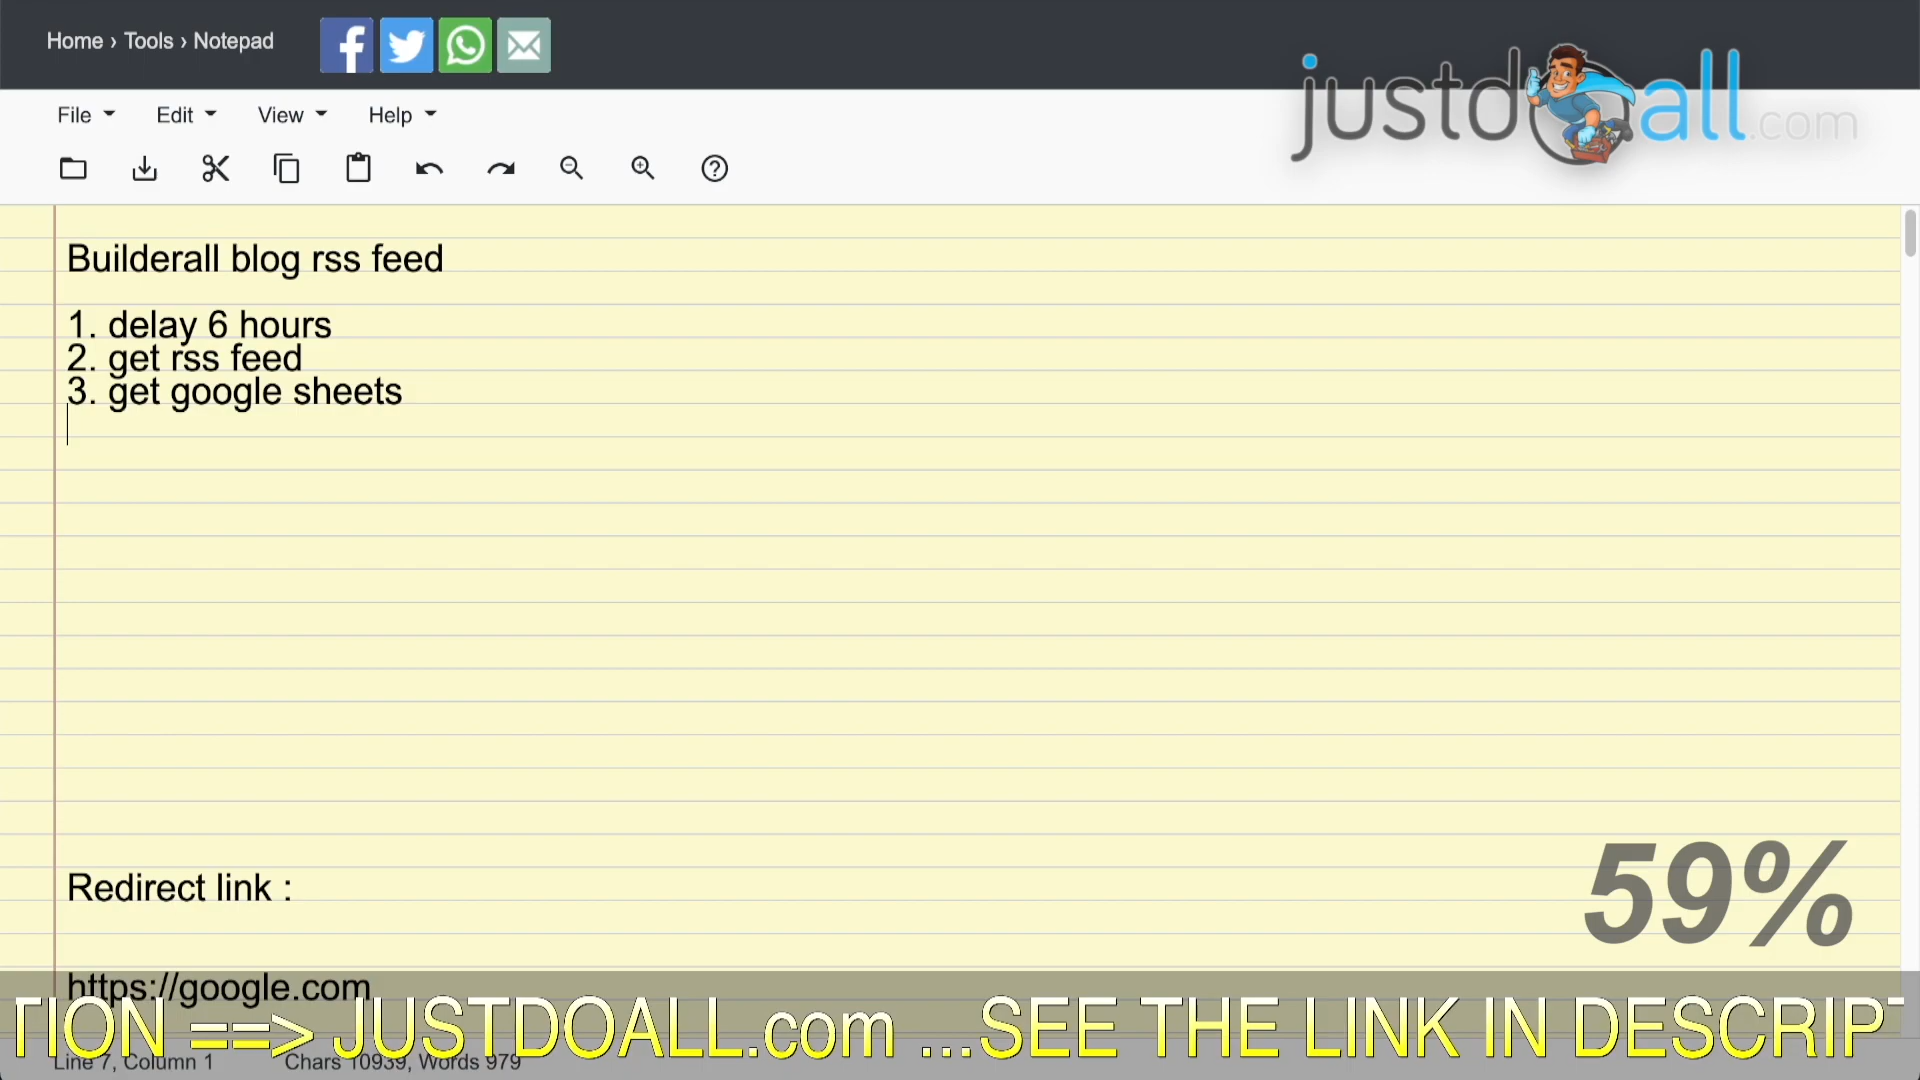 Home › Tools › Notepad
justdoall.com
File Edit View Help
Builderall blog rss feed
1. delay 6 hours
2. get rss feed
3. get google sheets
Redirect link :
59%
https://google.com
TION ==> JUSTDOALL.com ...SEE THE LINK IN DESCRIPT
Line 7, Column 1 Chars 10939, Words 979